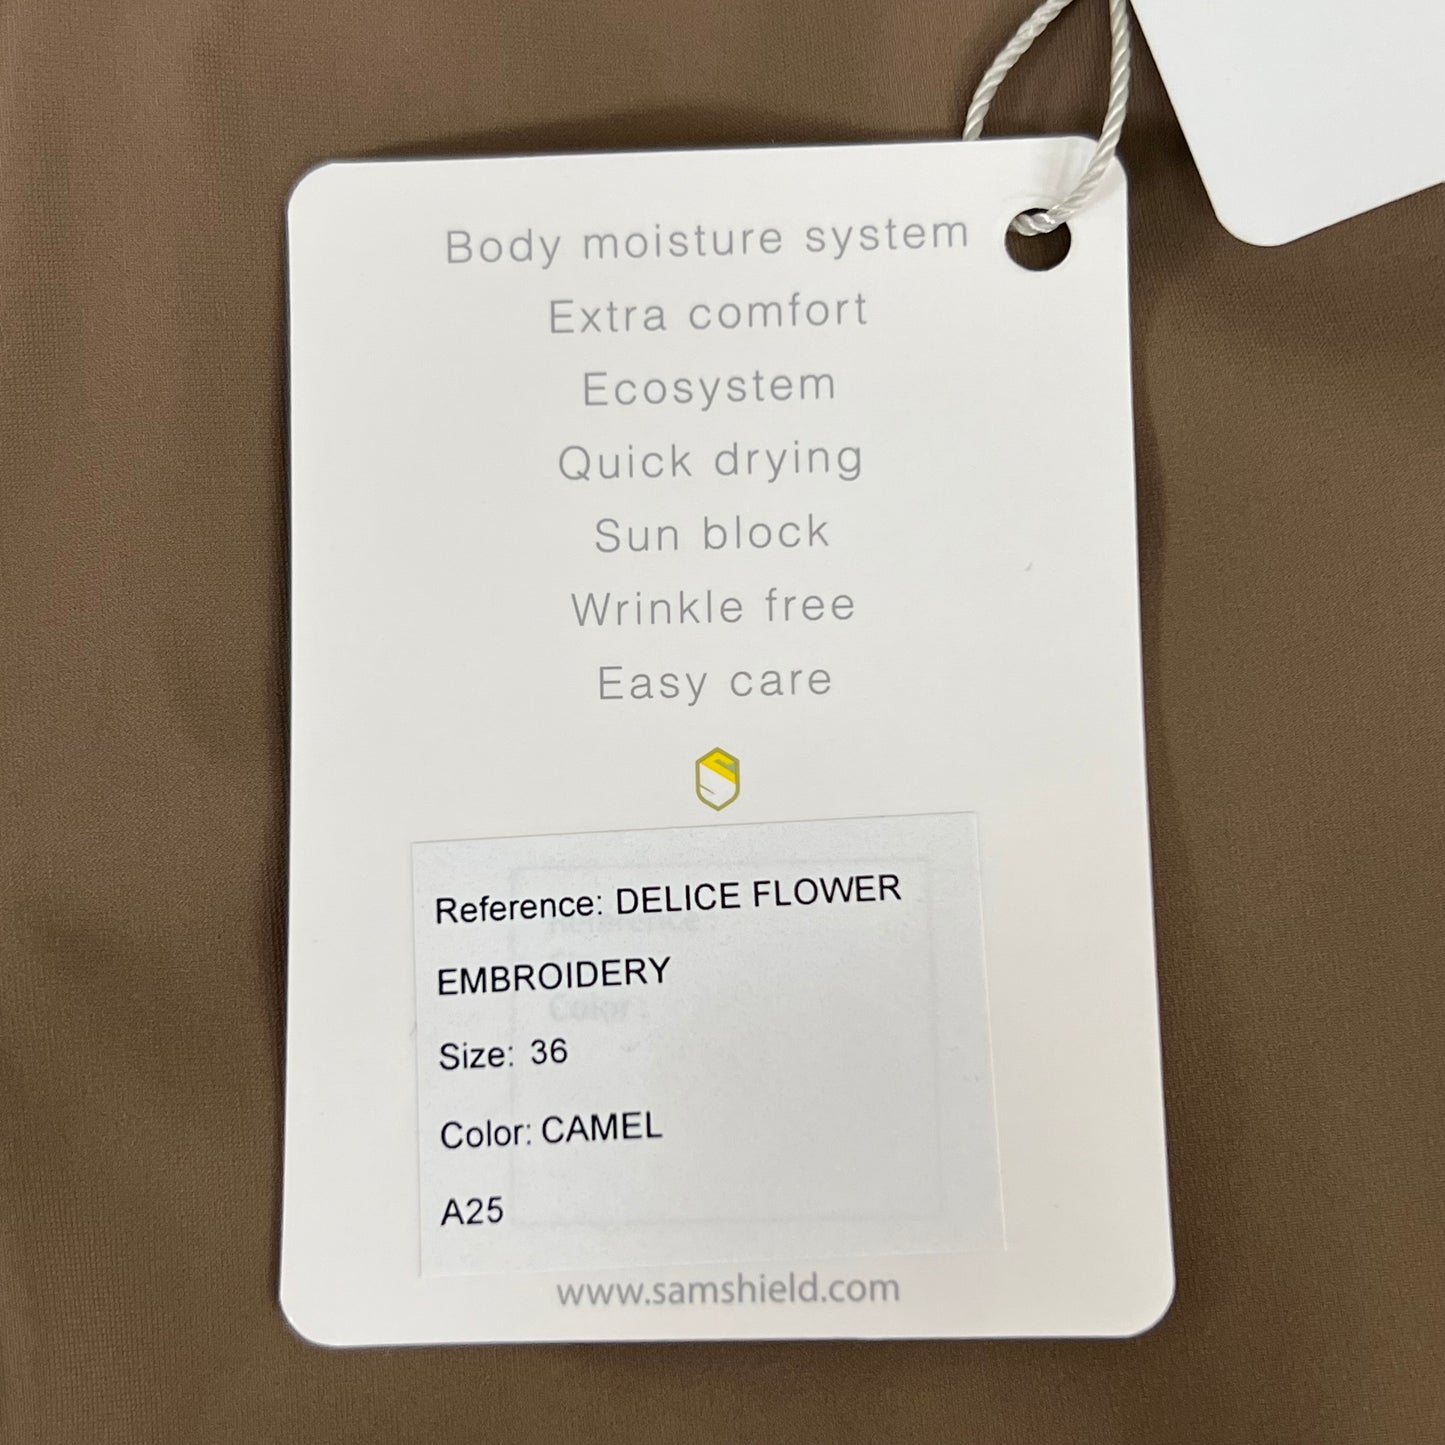 Body moisture system
Extra comfort
Ecosystem
Quick drying
Sun block
Wrinkle free
Easy care
Reference: DELICE FLOWER
EMBROIDERY
Size: 36
Color: CAMEL
A25
www.samshield.com